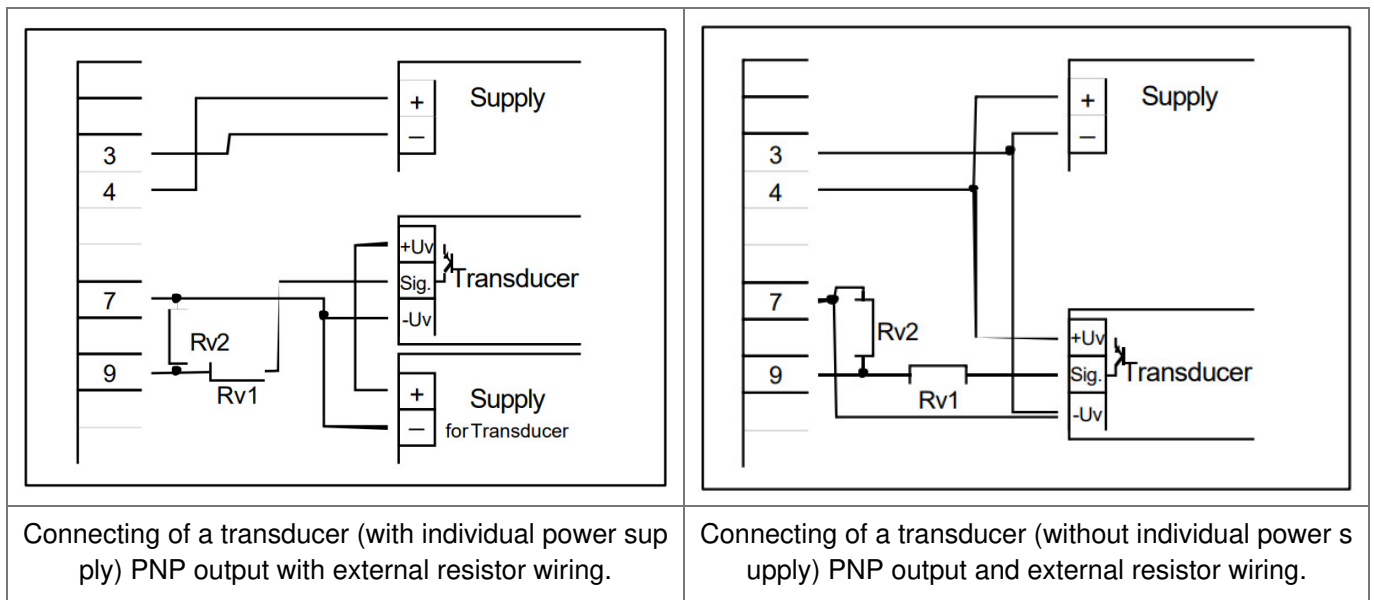 +
Supply
–
3
4
+Uv
Sig.
Transducer
7
-Uv
Rv2
9
Rv1
+
Supply
–
for Transducer
Connecting of a transducer (with individual power sup
ply) PNP output with external resistor wiring.
+
Supply
–
3
4
7
Rv2
+Uv
9
Sig.
Transducer
Rv1
-Uv
Connecting of a transducer (without individual power s
upply) PNP output and external resistor wiring.